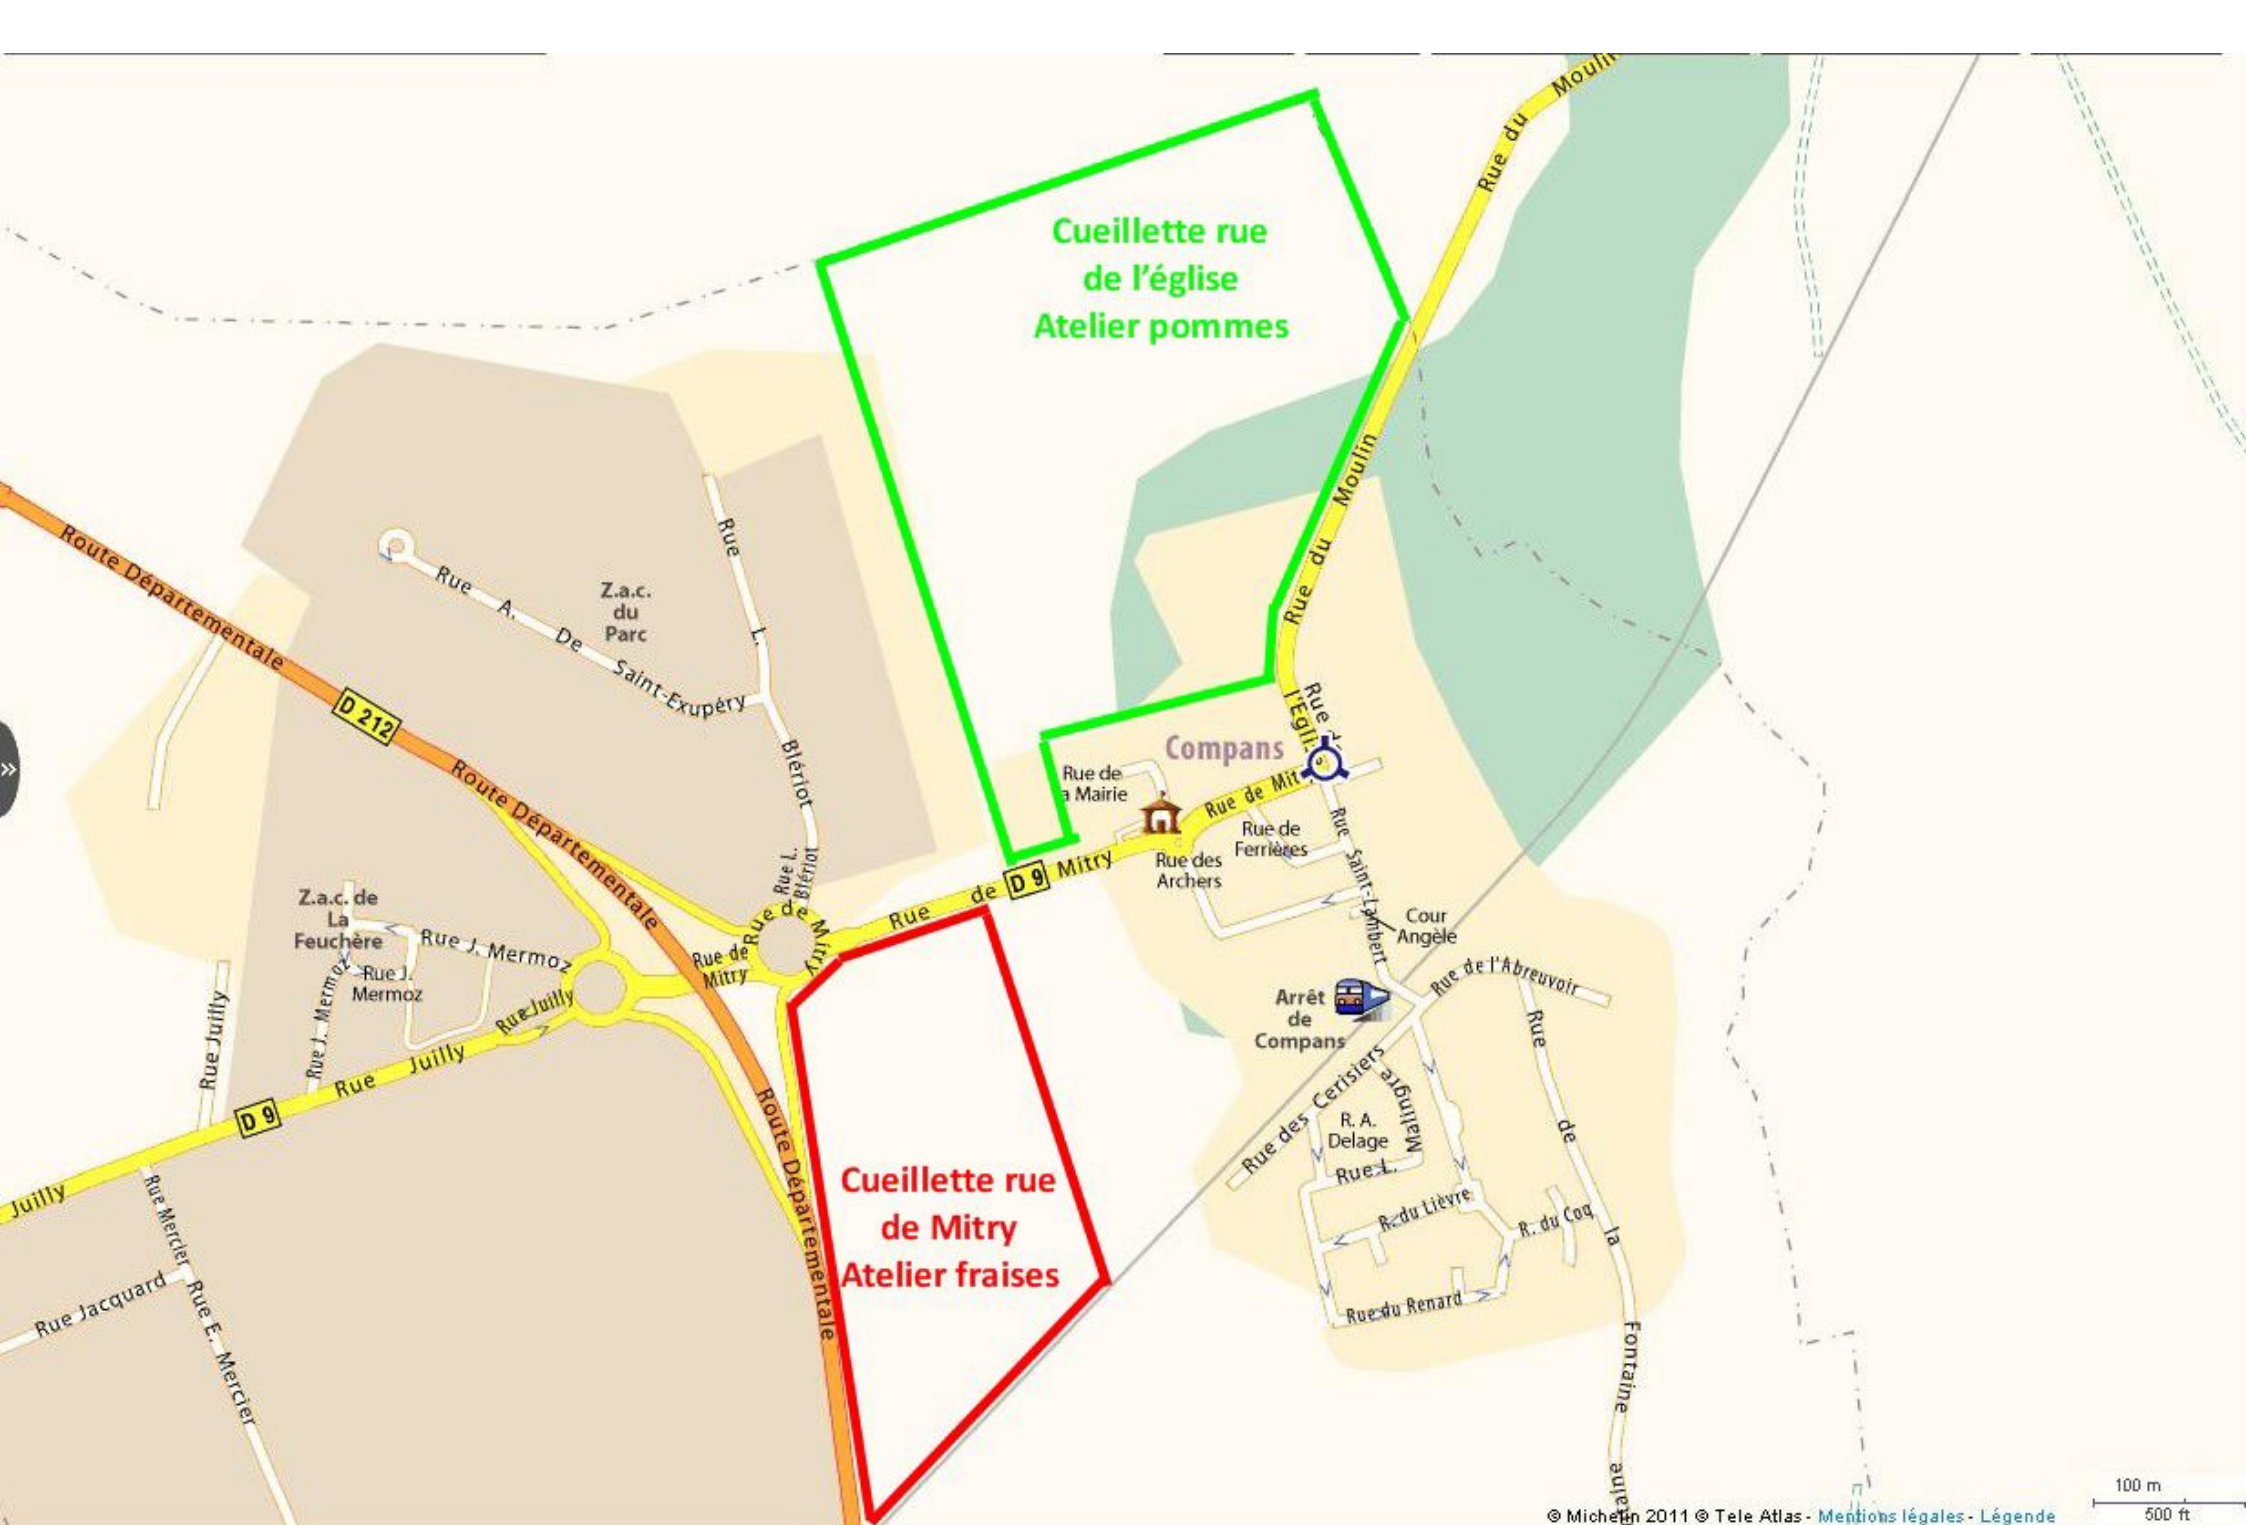 Rue du Moulin
Cueillette rue
de l'église
Atelier pommes
Rue du Moulin
Route Départementale
D 212
Route Départementale
Rue A. De Saint-Exupéry
Z.a.c.
du
Parc
Rue L. Blériot
Rue L.
Blériot
Rue de
l'Egli
Compans
Rue de
a Mairie
Rue de Mit
Rue de
Ferrières
Rue des
Archers
Rue de D 9 Mitry
Rue de Mitry
Rue de
Mitry
Rue Saint-Lambert
Cour
Angèle
Z.a.c. de
La
Feuchère
Rue J. Mermoz
Rue J.
Mermoz
Rue J. Mermoz
Rue Juilly
Rue Juilly
D 9
Rue Juilly
Juilly
Arrêt
de
Compans
Rue de l'Abreuvoir
Rue des Cerisiers
Malingre
R. A.
Delage
Rue L.
R. du Lièvre
R. du Coq
Rue du Renard
Rue de la Fontaine
Route Départementale
Cueillette rue
de Mitry
Atelier fraises
Rue Mercier
Rue E. Mercier
Rue Jacquard
»
100 m
500 ft
© Michelin 2011 © Tele Atlas - Mentions légales - Légende